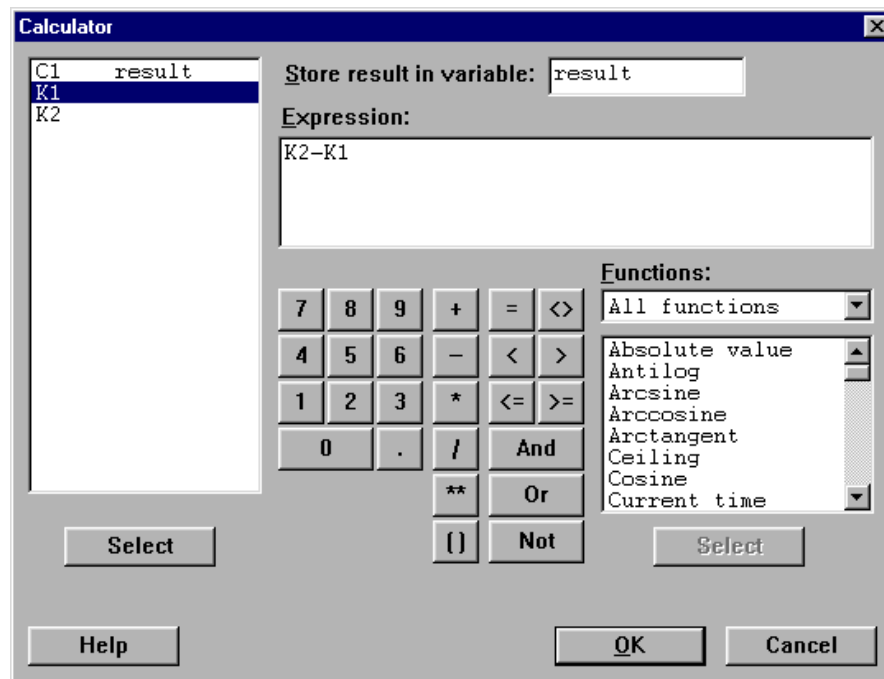 Calculator
C1 result
K1
K2
Store result in variable: result
Expression:
K2-K1
Functions:
All functions
7 8 9 + = <>
4 5 6 - < >
1 2 3 * <= >=
0 . / And
** Or
() Not
Absolute value
Antilog
Arcsine
Arccosine
Arctangent
Ceiling
Cosine
Current time
Select
Select
Help
OK
Cancel